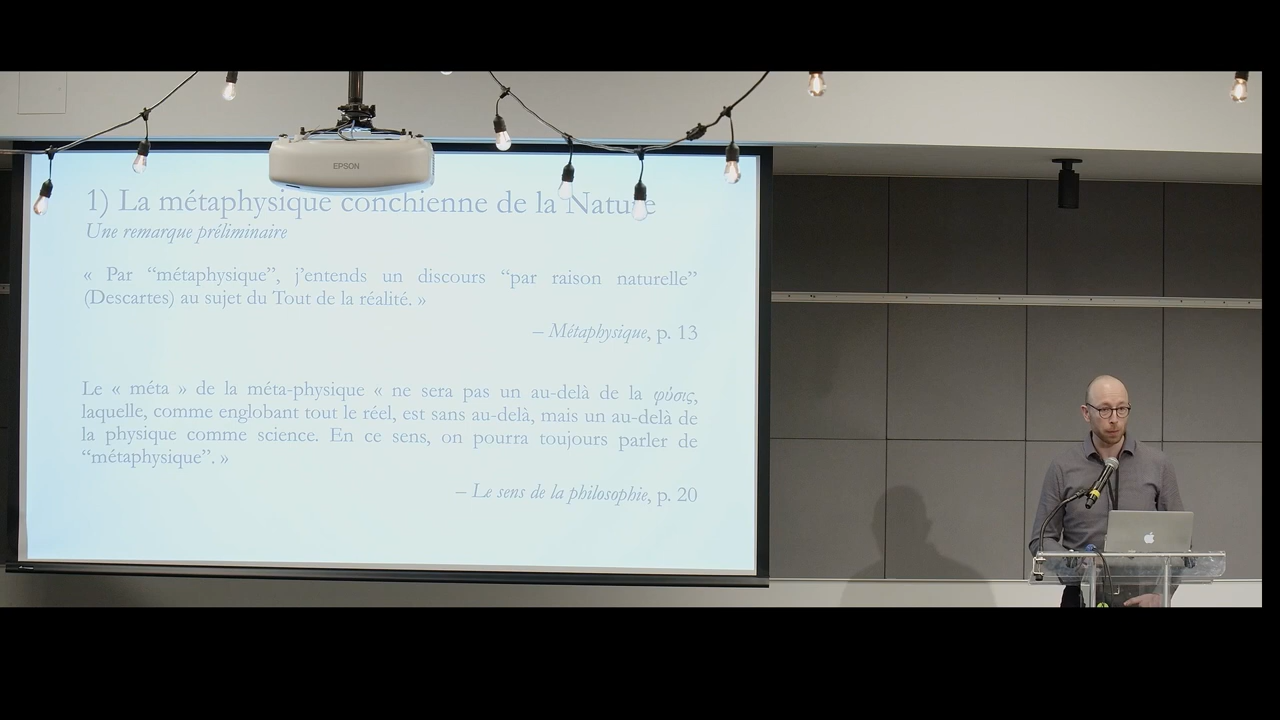 EPSON
1) La métaphysique conchienne de la Nature
Une remarque préliminaire
« Par “métaphysique”, j’entends un discours “par raison naturelle”
(Descartes) au sujet du Tout de la réalité. »
– Métaphysique, p. 13
Le « méta » de la méta-physique « ne sera pas un au-delà de la φύσις,
laquelle, comme englobant tout le réel, est sans au-delà, mais un au-delà de
la physique comme science. En ce sens, on pourra toujours parler de
“métaphysique”. »
– Le sens de la philosophie, p. 20